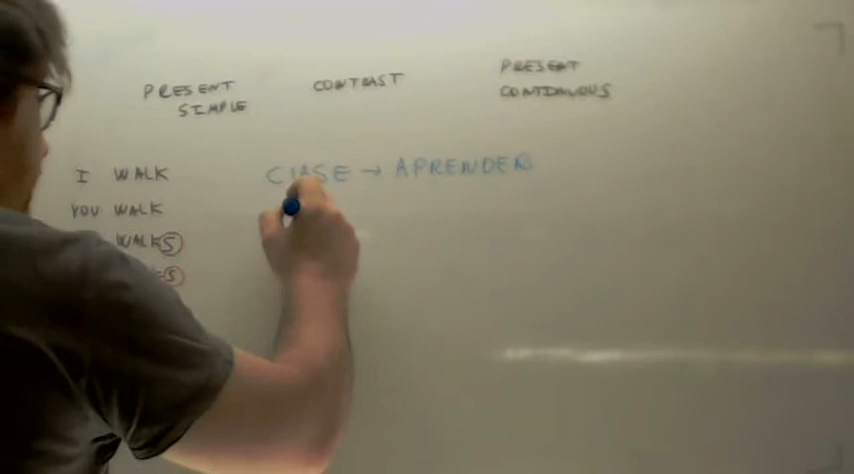 PRESENT SIMPLE
CONTRAST
PRESENT CONTINUOUS
I WALK
YOU WALK
WALKS
S
CLASE → APRENDER